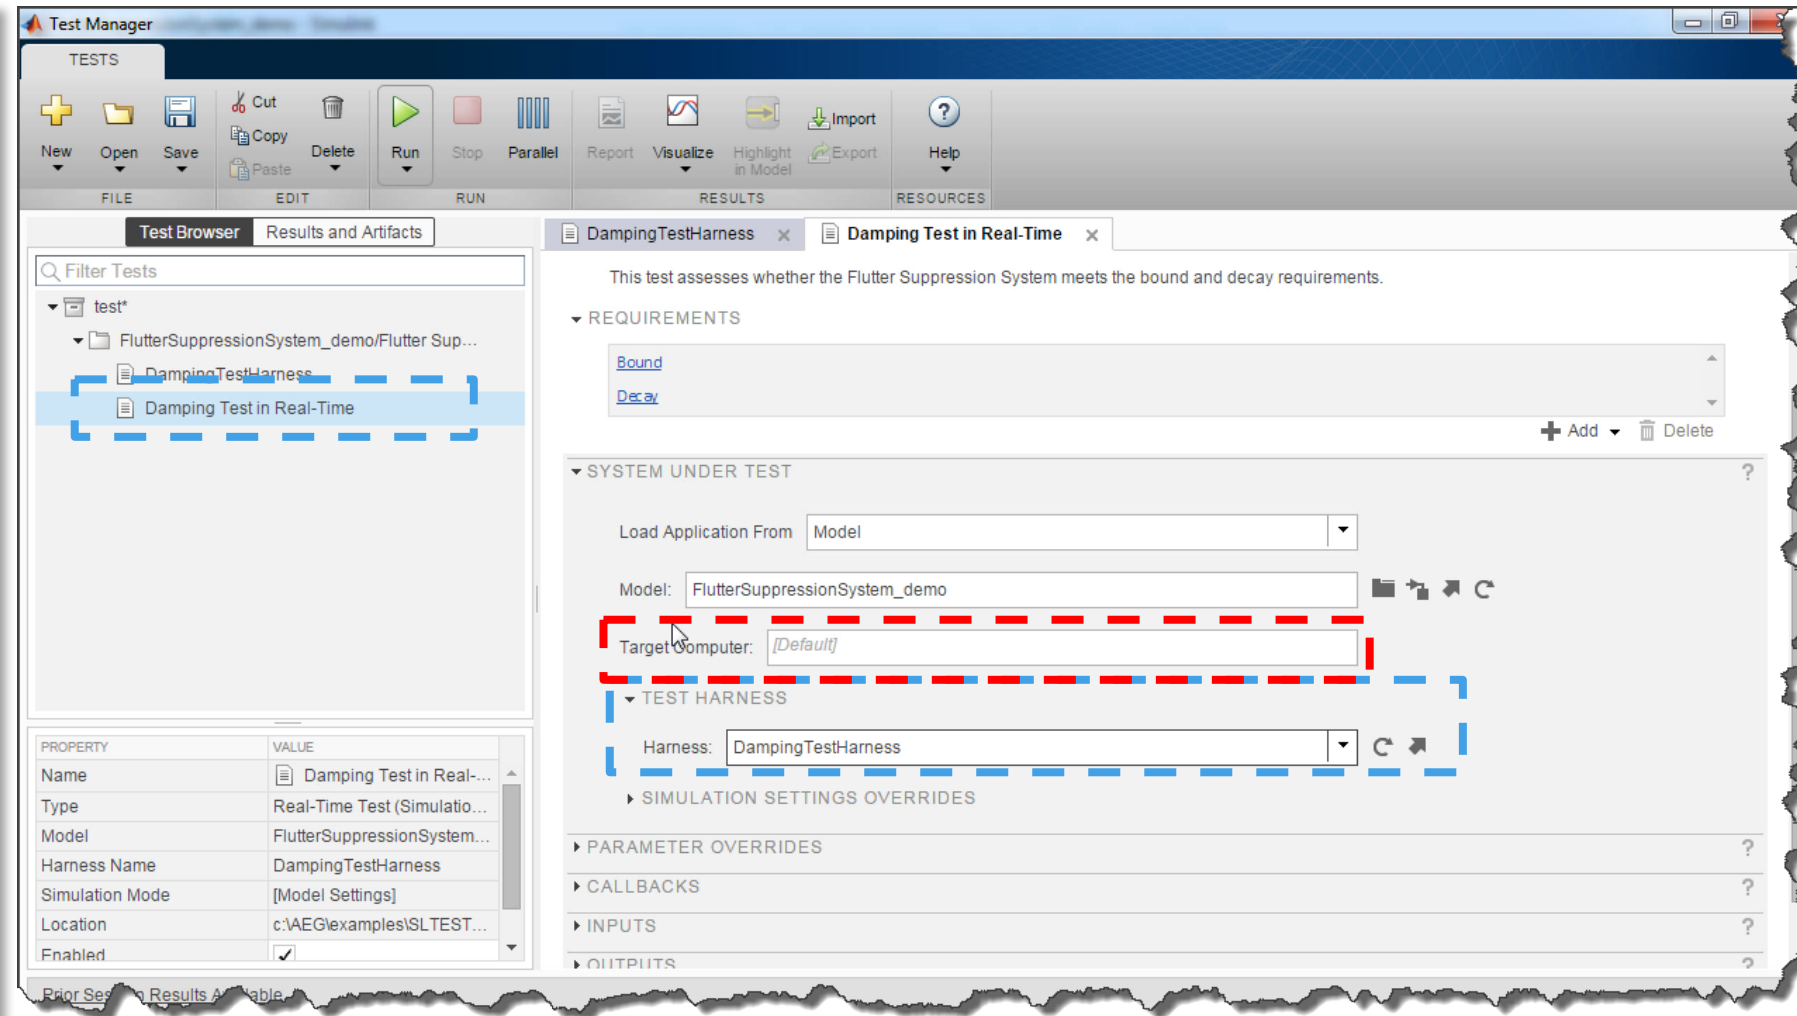 Test Manager
TESTS
New
Open
Save
Cut
Copy
Paste
Delete
Run
Stop
Parallel
Report
Visualize
Highlight
in Model
Import
Export
Help
FILE
EDIT
RUN
RESULTS
RESOURCES
Test Browser
Results and Artifacts
Filter Tests
test*
FlutterSuppressionSystem_demo/Flutter Sup...
DampingTestHarness
Damping Test in Real-Time
PROPERTY VALUE
Name Damping Test in Real-...
Type Real-Time Test (Simulatio...
Model FlutterSuppressionSystem...
Harness Name DampingTestHarness
Simulation Mode [Model Settings]
Location c:\AEG\examples\SLTEST...
Enabled
DampingTestHarness
Damping Test in Real-Time
This test assesses whether the Flutter Suppression System meets the bound and decay requirements.
REQUIREMENTS
Bound
Decay
Add
Delete
SYSTEM UNDER TEST
?
Load Application From Model
Model: FlutterSuppressionSystem_demo
Target Computer: [Default]
TEST HARNESS
Harness: DampingTestHarness
SIMULATION SETTINGS OVERRIDES
PARAMETER OVERRIDES
?
CALLBACKS
?
INPUTS
?
OUTPUTS
?
Prior Results